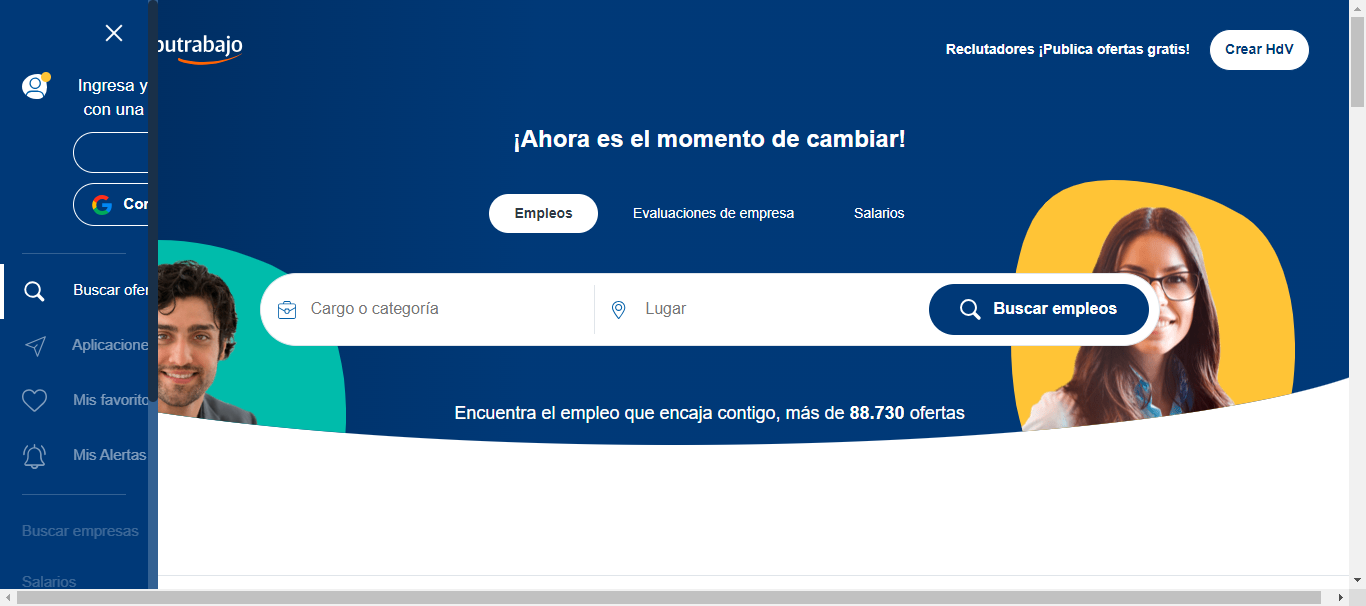 Ingresa y
con una
Cor
Buscar ofer
Aplicacione
Mis favorito
Mis Alertas
Buscar empresas
Salarios
outrabajo
Reclutadores ¡Publica ofertas gratis!
Crear HdV
¡Ahora es el momento de cambiar!
Empleos
Evaluaciones de empresa
Salarios
Cargo o categoría
Lugar
Buscar empleos
Encuentra el empleo que encaja contigo, más de 88.730 ofertas